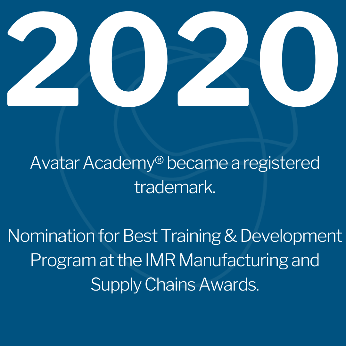 2020
Avatar Academy® became a registered
trademark.
Nomination for Best Training & Development
Program at the IMR Manufacturing and
Supply Chains Awards.